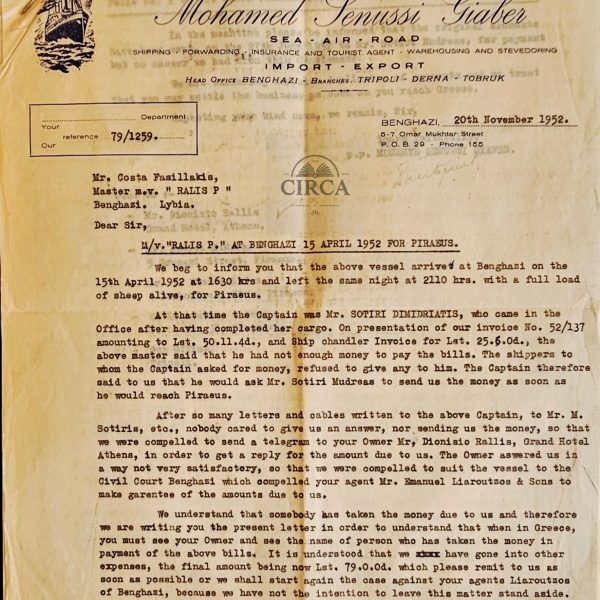 Mohamed Senussi Giaber
SEA - AIR - ROAD
SHIPPING - FORWARDING - INSURANCE AND TOURIST AGENT - WAREHOUSING AND STEVEDORING
IMPORT - EXPORT
HEAD OFFICE BENGHAZI - BRANCHES. TRIPOLI - DERNA - TOBRUK
Department
Your
reference 79/1259.
Our
BENGHAZI, 20th November 1952.
5-7 Omar Mukhtar Street
P.O.B. 29 - Phone 155
CIRCA
Mr. Costa Fasillakis,
Master m.v. " RALIS P "
Benghazi. Lybia.
Dear Sir,
M/v."RALIS P." AT BENGHAZI 15 APRIL 1952 FOR PIRAEUS.
We beg to inform you that the above vessel arrived at Benghazi on the
15th April 1952 at 1630 hrs and left the same night at 2110 hrs. with a full load
of sheep alive, for Piraeus.
At that time the Captain was Mr. SOTIRI DIMIDRIATIS, who came in the
Office after having completed her cargo. On presentation of our invoice No. 52/137
amounting to Lst. 50.11.4d., and Ship chandler Invoice for Lst. 25.6.0d., the
above master said that he had not enough money to pay the bills. The shippers to
whom the Captain asked for money, refused to give any to him. The Captain therefore
said to us that he would ask Mr. Sotiri Mudreas to send us the money as soon as
he would reach Piraeus.
After so many letters and cables written to the above Captain, to Mr. M.
Sotiris, etc., nobody cared to give us an answer, nor sending us the money, so that
we were compelled to send a telegram to your Owner Mr, Dionisio Rallis, Grand Hotel
Athens, in order to get a reply for the amount due to us. The Owner aswered us in
a way not very satisfactory, so that we were compelled to suit the vessel to the
Civil Court Benghazi which compelled your agent Mr. Emanuel Liaroutzos & Sons to
make garentee of the amounts due to us.
We understand that somebody has taken the money due to us and therefore
we are writing you the present letter in order to understand that when in Greece,
you must see your Owner and see the name of person who has taken the money in
payment of the above bills. It is understood that we xxxx have gone into other
expenses, the final amount being now Lst. 79.0.0d. which please remit to us as
soon as possible or we shall start again the case against your agents Liaroutzos
of Benghazi, because we have not the intention to leave this matter stand aside.